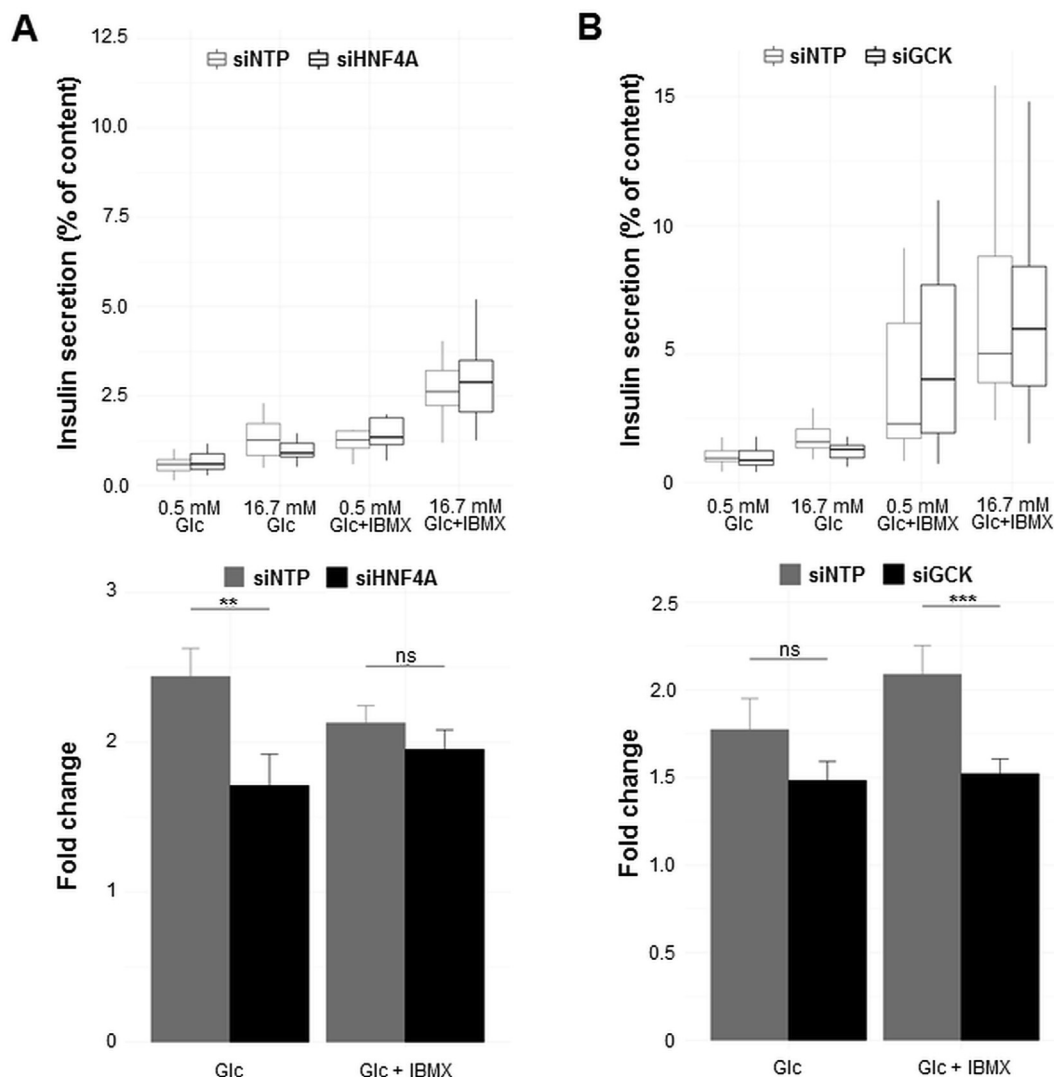 A
Insulin secretion (% of content)
12.5
10.0
7.5
5.0
2.5
0.0
siNTP siHNF4A
0.5 mM Glc
16.7 mM Glc
0.5 mM Glc+IBMX
16.7 mM Glc+IBMX
Fold change
3
2
1
0
siNTP siHNF4A
**
ns
Glc
Glc + IBMX
B
Insulin secretion (% of content)
15
10
5
0
siNTP siGCK
0.5 mM Glc
16.7 mM Glc
0.5 mM Glc+IBMX
16.7 mM Glc+IBMX
Fold change
2.5
2.0
1.5
1.0
0.5
0
siNTP siGCK
ns
***
Glc
Glc + IBMX